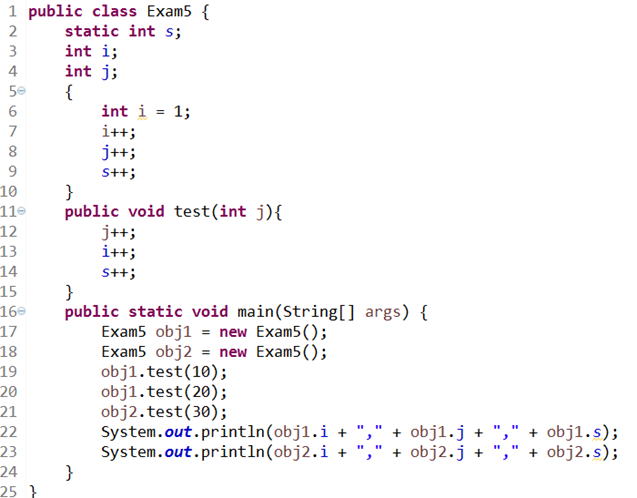 1 public class Exam5 {
2 static int s;
3 int i;
4 int j;
5 {
6 int i = 1;
7 i++;
8 j++;
9 s++;
10 }
11 public void test(int j){
12 j++;
13 i++;
14 s++;
15 }
16 public static void main(String[] args) {
17 Exam5 obj1 = new Exam5();
18 Exam5 obj2 = new Exam5();
19 obj1.test(10);
20 obj1.test(20);
21 obj2.test(30);
22 System.out.println(obj1.i + "," + obj1.j + "," + obj1.s);
23 System.out.println(obj2.i + "," + obj2.j + "," + obj2.s);
24 }
25 }